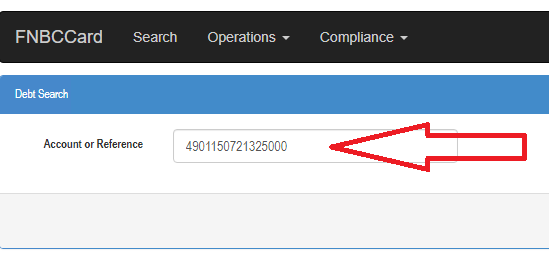 FNBCCard Search Operations Compliance
Debt Search
Account or Reference 4901150721325000